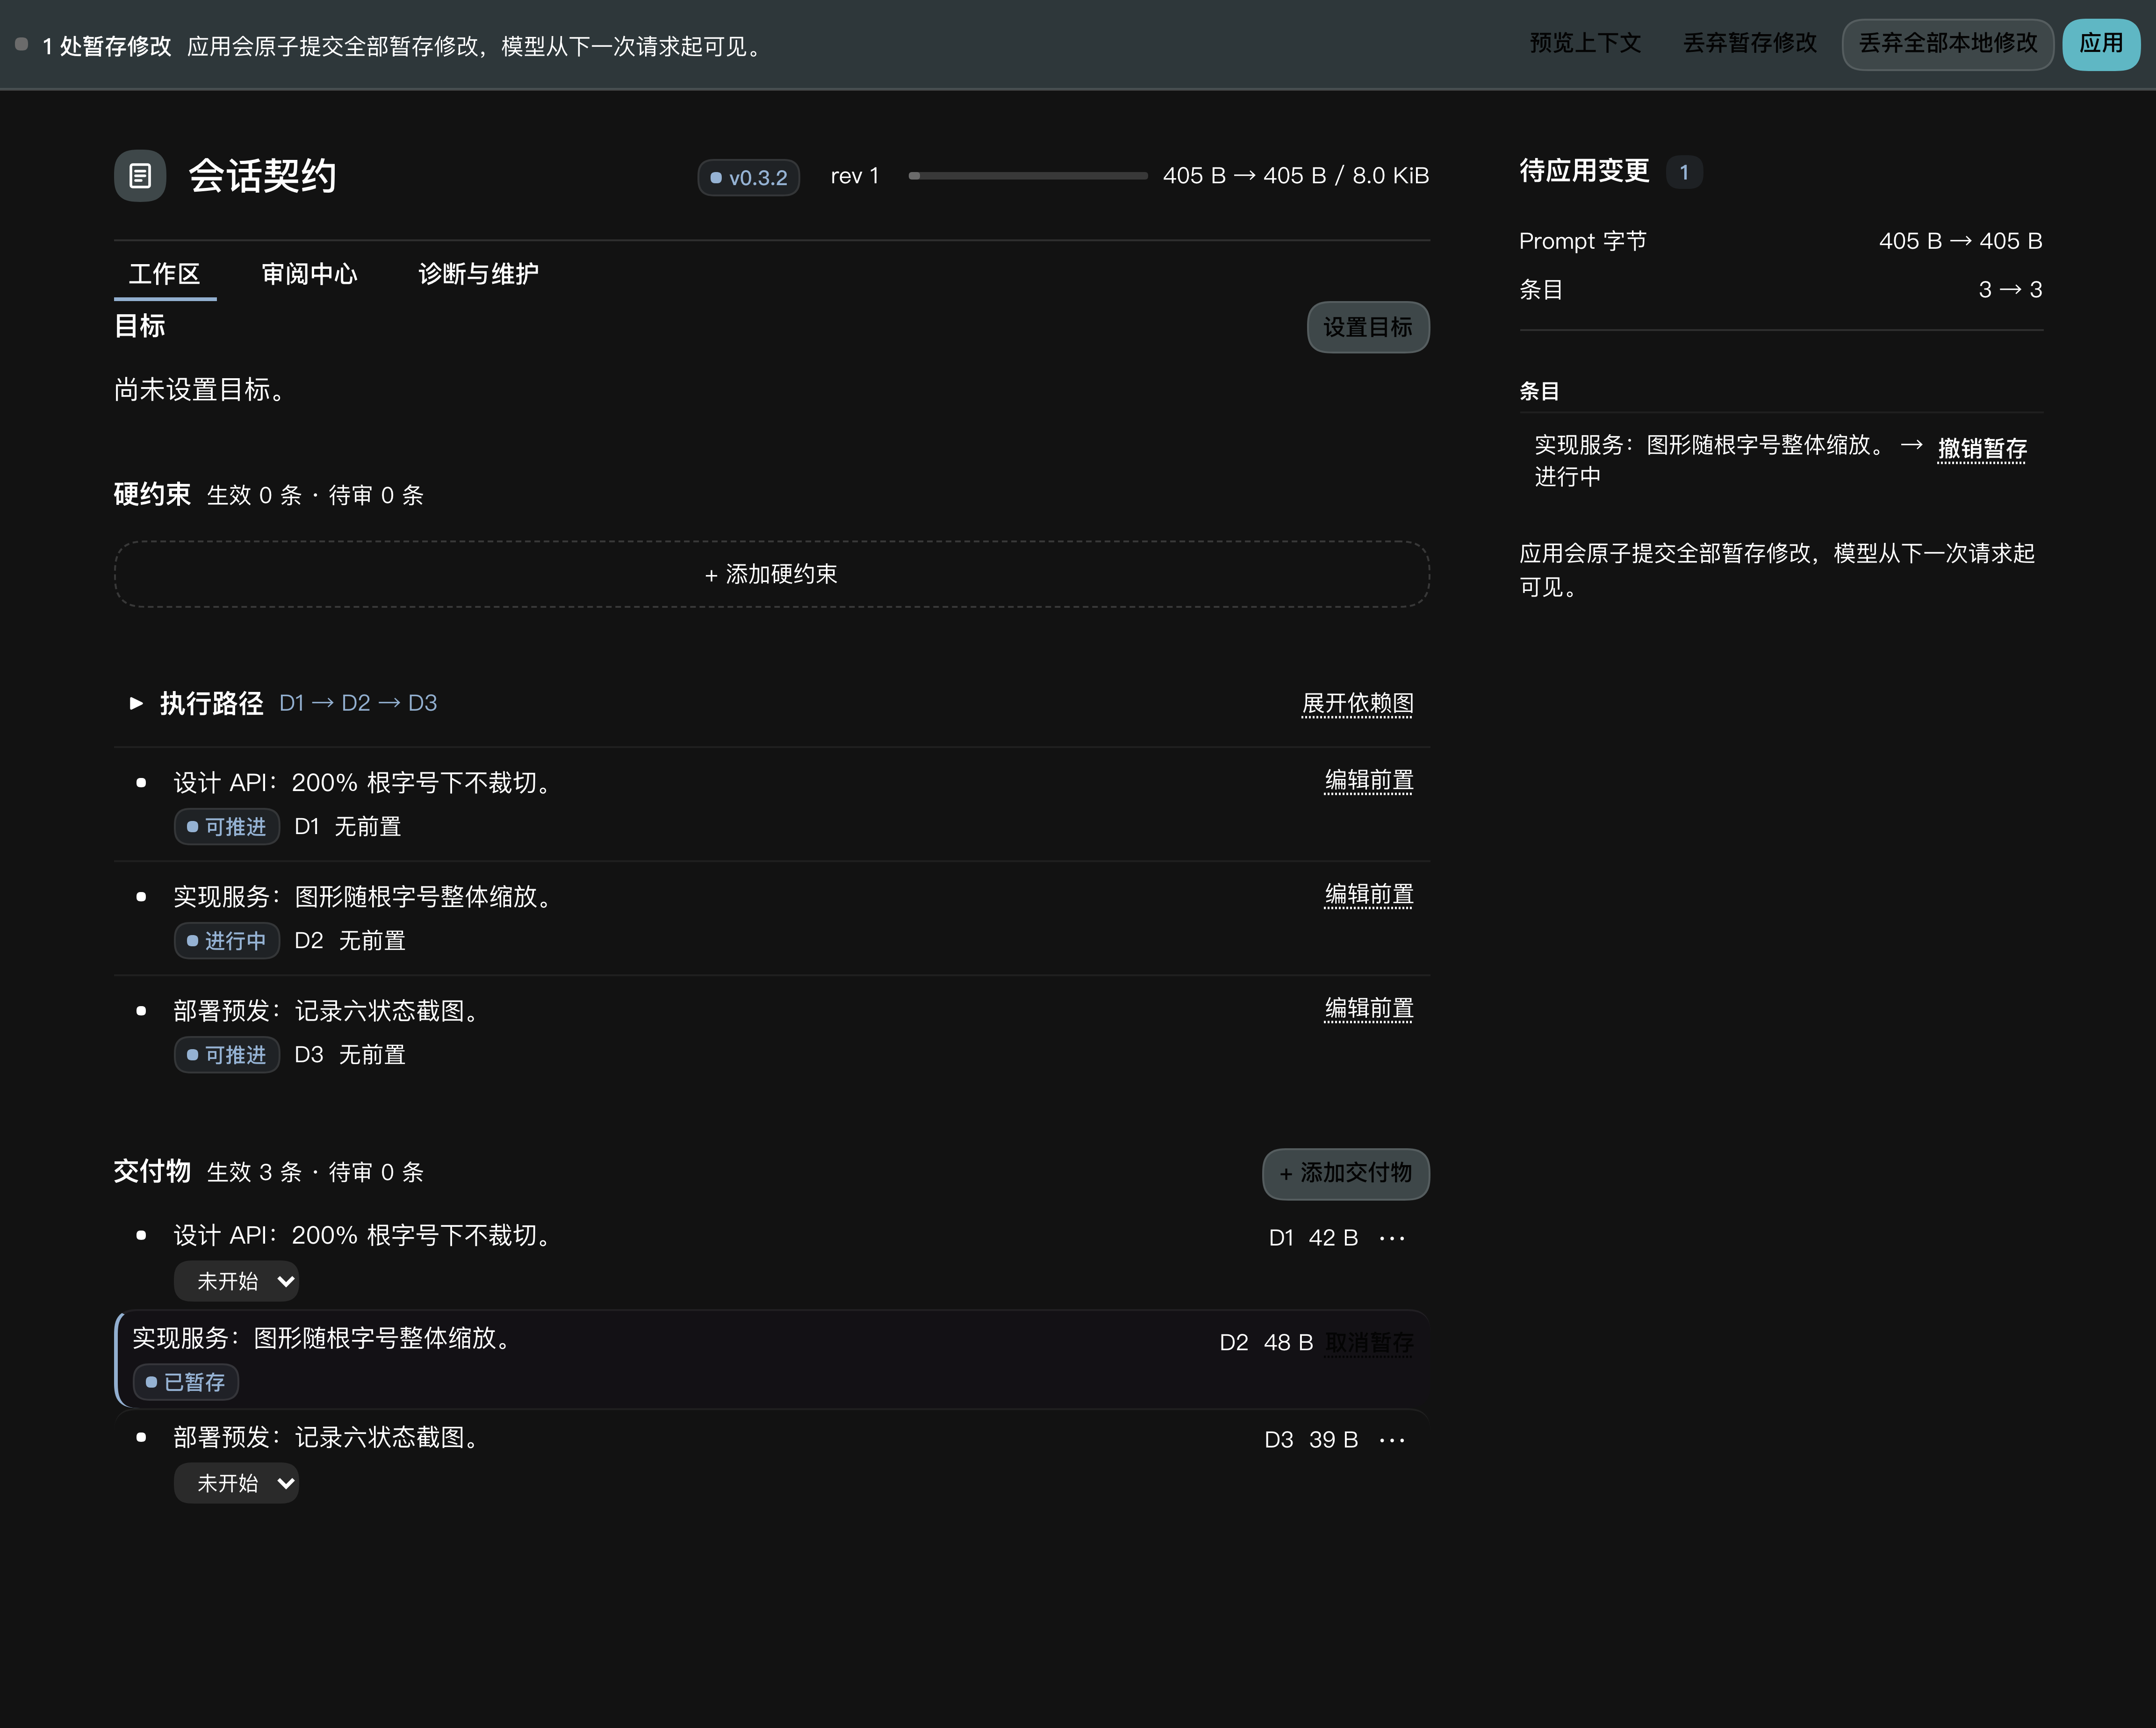 1 处暂存修改 应用会原子提交全部暂存修改，模型从下一次请求起可见。 预览上下文 丢弃暂存修改 丢弃全部本地修改 应用
会话契约 v0.3.2 rev 1 405 B → 405 B / 8.0 KiB
工作区 审阅中心 诊断与维护
目标 设置目标
尚未设置目标。
硬约束 生效 0 条 · 待审 0 条
+ 添加硬约束
执行路径 D1 → D2 → D3 展开依赖图
设计 API：200% 根字号下不裁切。 编辑前置
可推进 D1 无前置
实现服务：图形随根字号整体缩放。 编辑前置
进行中 D2 无前置
部署预发：记录六状态截图。 编辑前置
可推进 D3 无前置
交付物 生效 3 条 · 待审 0 条 + 添加交付物
设计 API：200% 根字号下不裁切。 D1 42 B ···
未开始
实现服务：图形随根字号整体缩放。 D2 48 B 取消暂存
已暂存
部署预发：记录六状态截图。 D3 39 B ···
未开始
待应用变更 1
Prompt 字节 405 B → 405 B
条目 3 → 3
条目
实现服务：图形随根字号整体缩放。 → 撤销暂存
进行中
应用会原子提交全部暂存修改，模型从下一次请求起
可见。